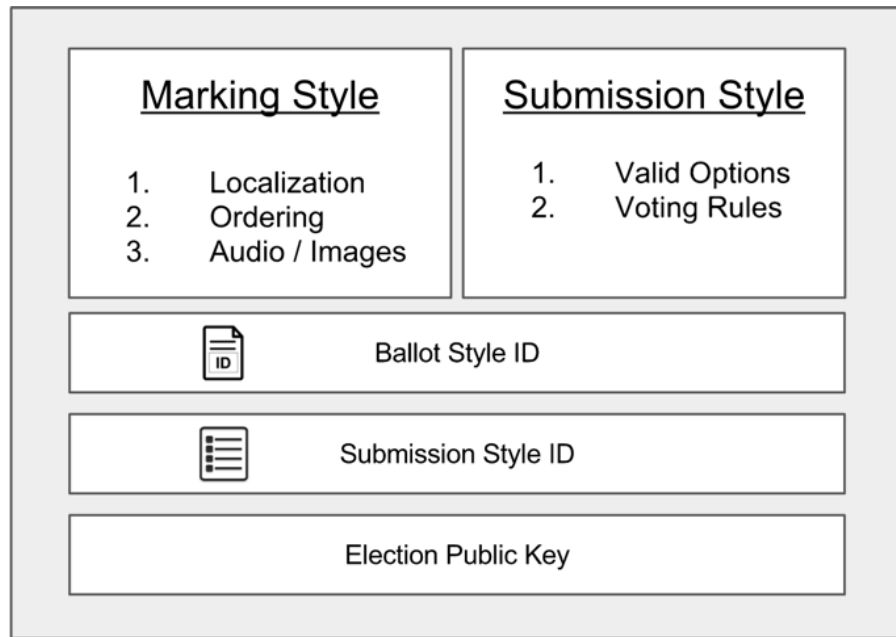 Marking Style
1. Localization
2. Ordering
3. Audio / Images
Submission Style
1. Valid Options
2. Voting Rules
ID
Ballot Style ID
Submission Style ID
Election Public Key